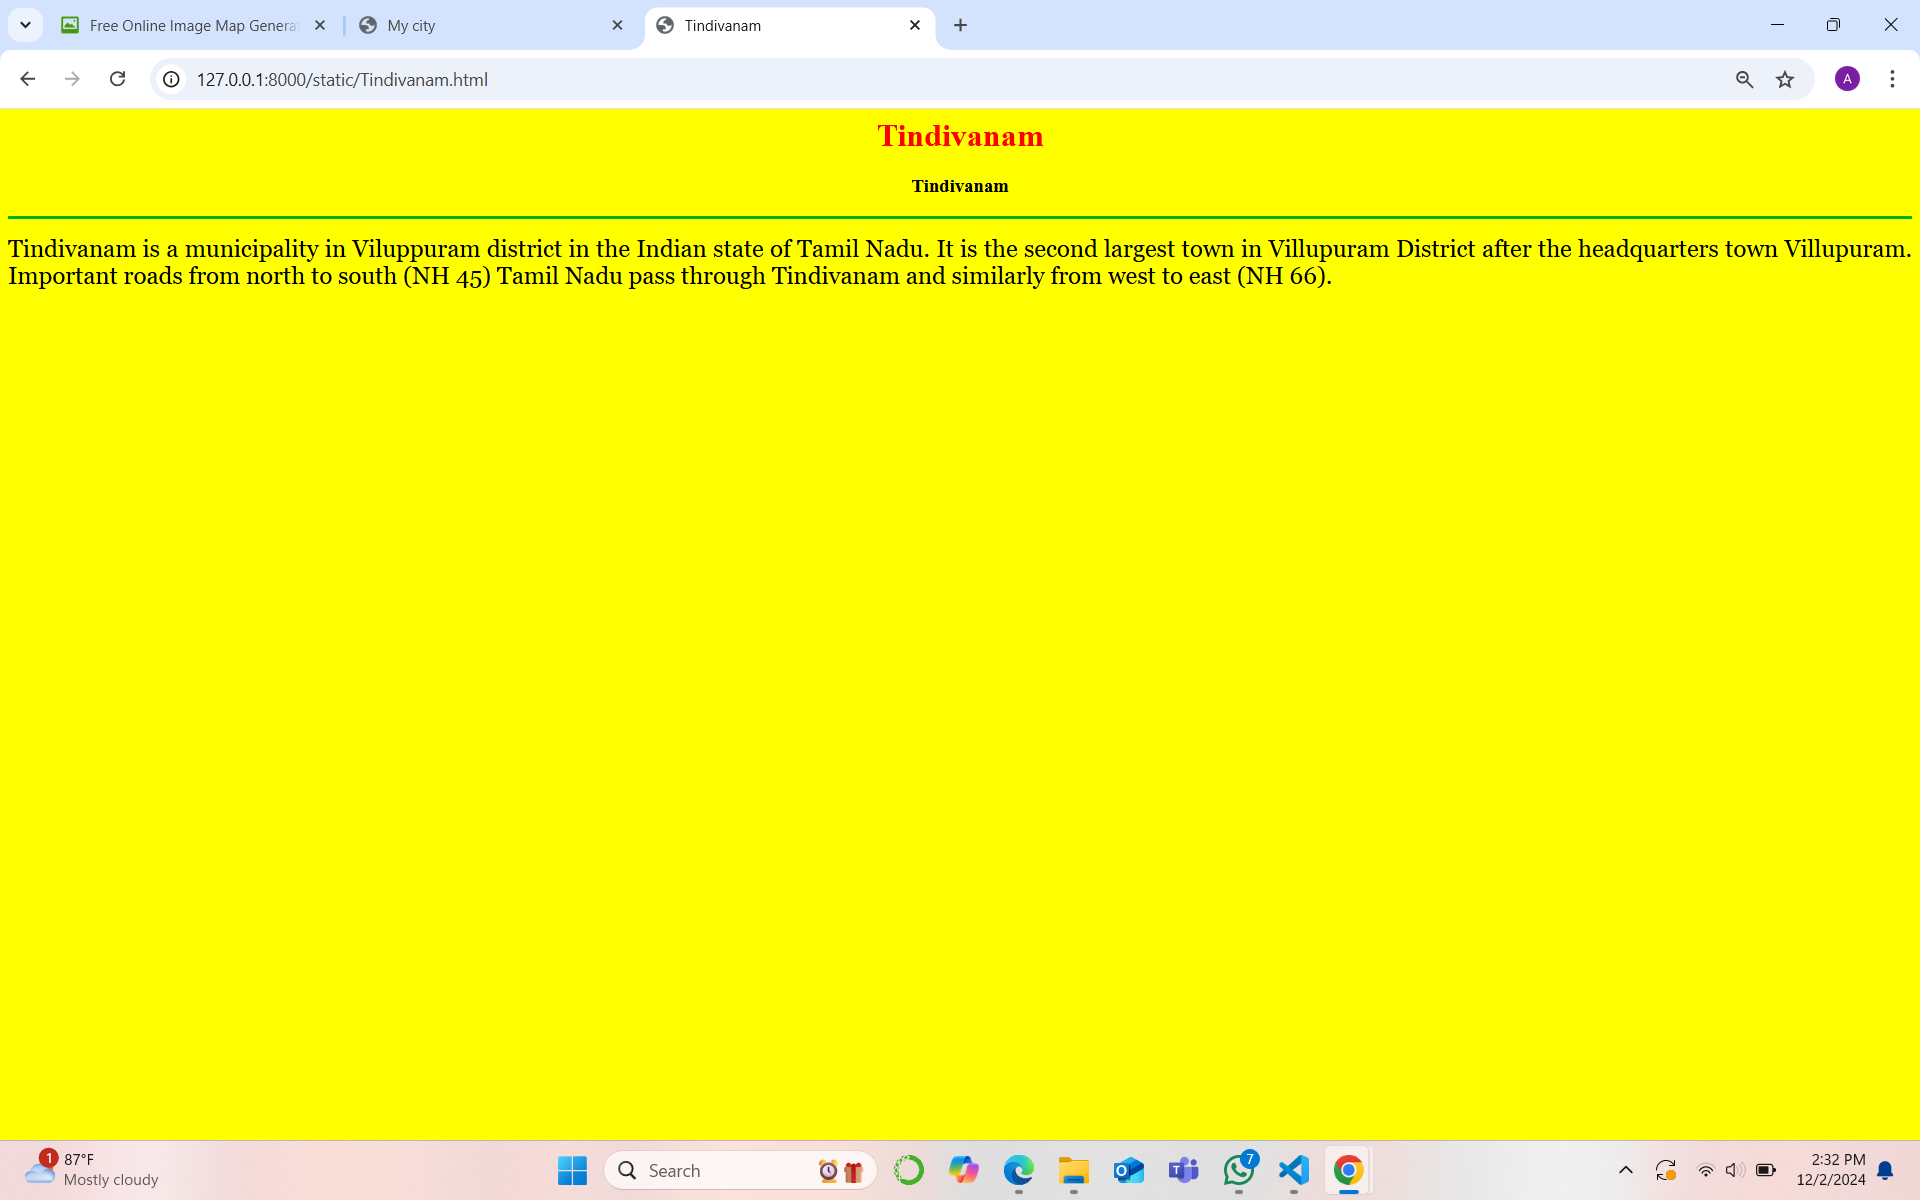 Free Online Image Map Genera
My city
Tindivanam
127.0.0.1:8000/static/Tindivanam.html
A
Tindivanam
Tindivanam
Tindivanam is a municipality in Viluppuram district in the Indian state of Tamil Nadu. It is the second largest town in Villupuram District after the headquarters town Villupuram.
Important roads from north to south (NH 45) Tamil Nadu pass through Tindivanam and similarly from west to east (NH 66).
1
87°F
Mostly cloudy
Search
7
2:32 PM
12/2/2024